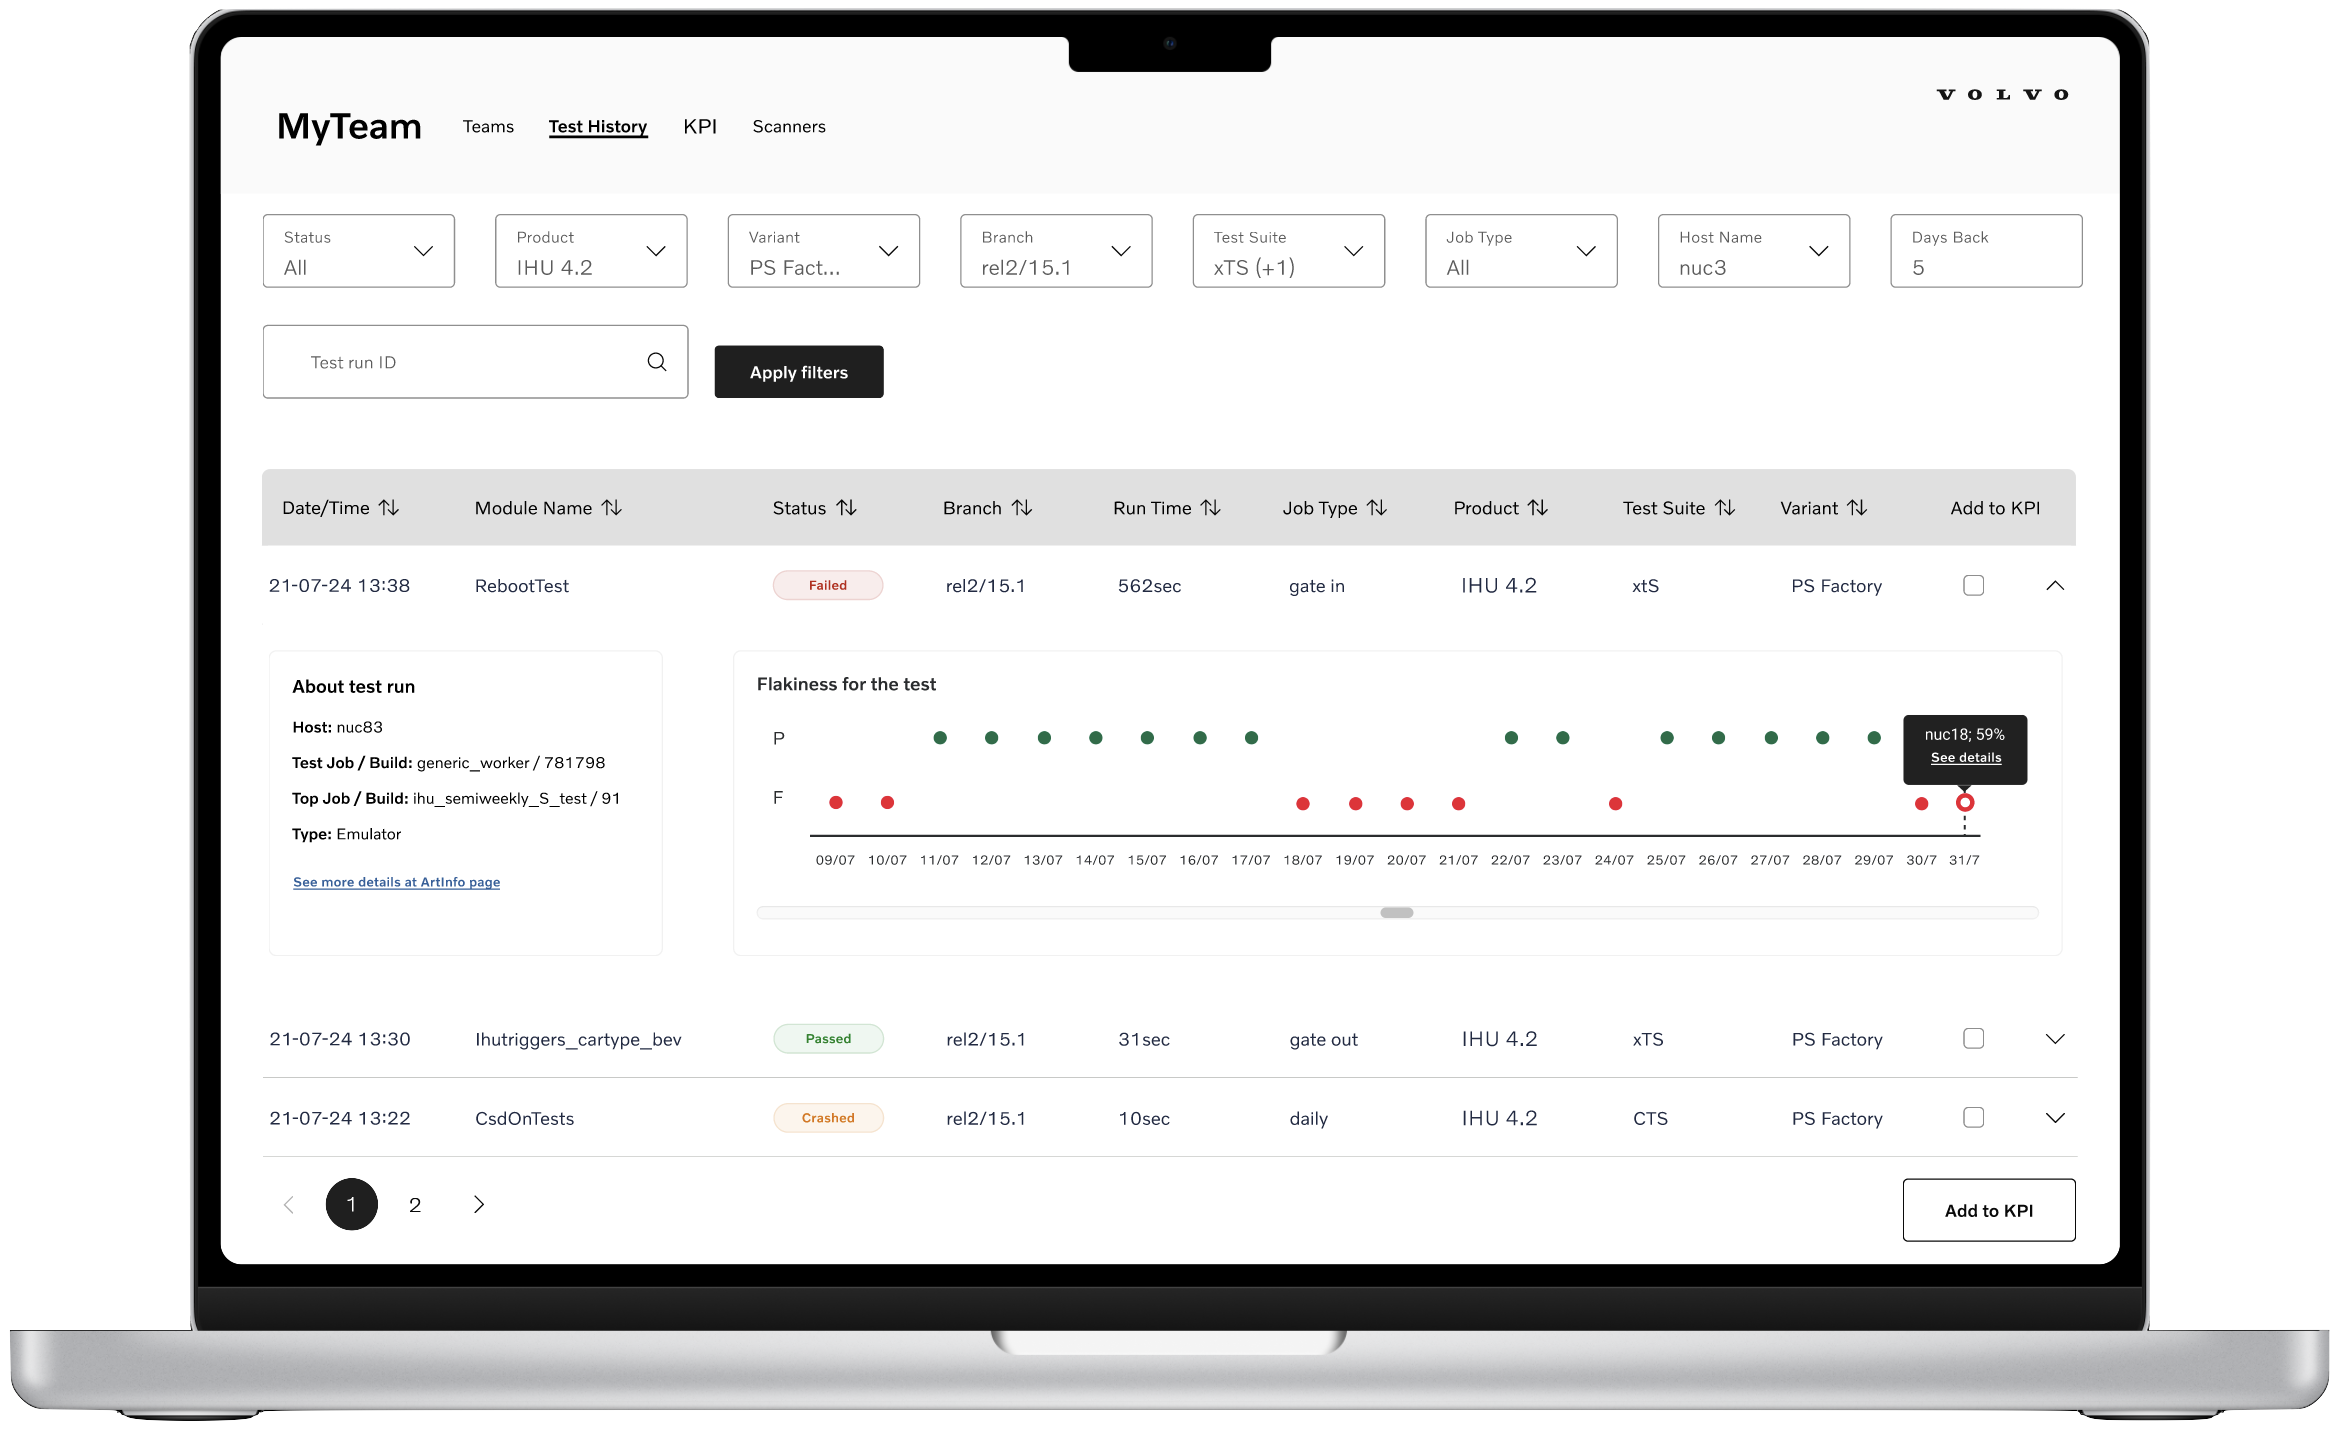 VOLVO
MyTeam Teams Test History KPI Scanners
Status Product Variant Branch Test Suite Job Type Host Name Days Back
All IHU 4.2 PS Fact... rel2/15.1 xTS (+1) All nuc3 5
Test run ID Apply filters
Date/Time Module Name Status Branch Run Time Job Type Product Test Suite Variant Add to KPI
21-07-24 13:38 RebootTest Failed rel2/15.1 562sec gate in IHU 4.2 xtS PS Factory
About test run
Host: nuc83
Test Job / Build: generic_worker / 781798
Top Job / Build: ihu_semiweekly_S_test / 91
Type: Emulator
See more details at ArtInfo page
Flakiness for the test
P
nuc18; 59%
See details
F
09/07 10/07 11/07 12/07 13/07 14/07 15/07 16/07 17/07 18/07 19/07 20/07 21/07 22/07 23/07 24/07 25/07 26/07 27/07 28/07 29/07 30/7 31/7
21-07-24 13:30 Ihutriggers_cartype_bev Passed rel2/15.1 31sec gate out IHU 4.2 xTS PS Factory
21-07-24 13:22 CsdOnTests Crashed rel2/15.1 10sec daily IHU 4.2 CTS PS Factory
1 2
Add to KPI